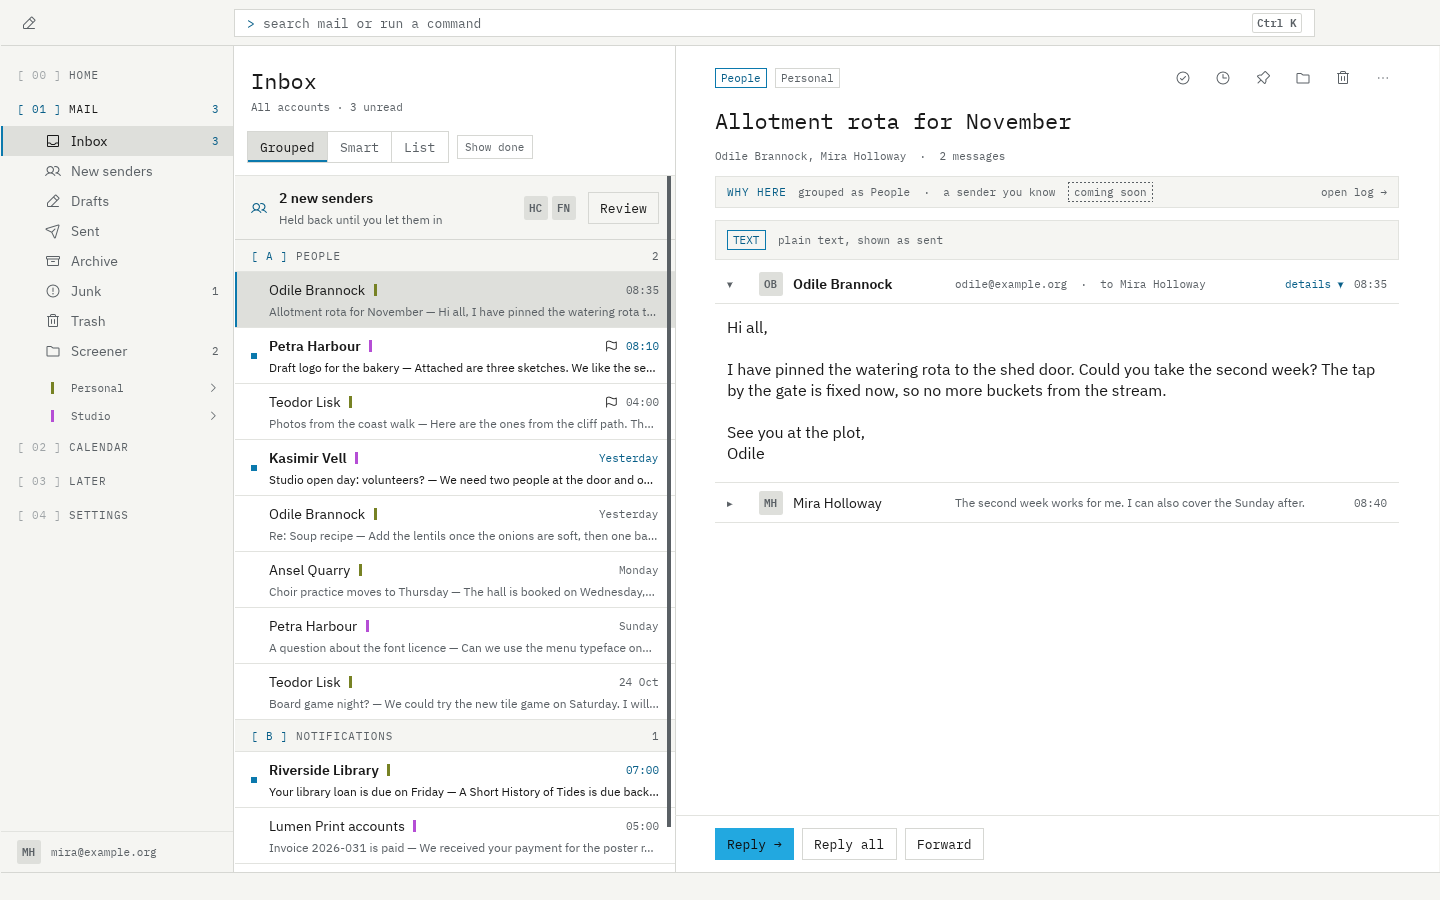 > search mail or run a command
Ctrl K
[ 00 ] HOME
[ 01 ] MAIL 3
Inbox 3
New senders
Drafts
Sent
Archive
Junk 1
Trash
Screener 2
Personal
Studio
[ 02 ] CALENDAR
[ 03 ] LATER
[ 04 ] SETTINGS
MH mira@example.org
Inbox
All accounts · 3 unread
Grouped Smart List Show done
2 new senders
Held back until you let them in
HC FN Review
[ A ] PEOPLE 2
Odile Brannock 08:35
Allotment rota for November — Hi all, I have pinned the watering rota t…
Petra Harbour 08:10
Draft logo for the bakery — Attached are three sketches. We like the se…
Teodor Lisk 04:00
Photos from the coast walk — Here are the ones from the cliff path. Th…
Kasimir Vell Yesterday
Studio open day: volunteers? — We need two people at the door and o…
Odile Brannock Yesterday
Re: Soup recipe — Add the lentils once the onions are soft, then one ba…
Ansel Quarry Monday
Choir practice moves to Thursday — The hall is booked on Wednesday,…
Petra Harbour Sunday
A question about the font licence — Can we use the menu typeface on…
Teodor Lisk 24 Oct
Board game night? — We could try the new tile game on Saturday. I will…
[ B ] NOTIFICATIONS 1
Riverside Library 07:00
Your library loan is due on Friday — A Short History of Tides is due back…
Lumen Print accounts 05:00
Invoice 2026-031 is paid — We received your payment for the poster r…
People Personal
Allotment rota for November
Odile Brannock, Mira Holloway · 2 messages
WHY HERE grouped as People · a sender you know coming soon open log →
TEXT plain text, shown as sent
▾ OB Odile Brannock odile@example.org · to Mira Holloway details ▾ 08:35
Hi all,
I have pinned the watering rota to the shed door. Could you take the second week? The tap
by the gate is fixed now, so no more buckets from the stream.
See you at the plot,
Odile
▸ MH Mira Holloway The second week works for me. I can also cover the Sunday after. 08:40
Reply → Reply all Forward